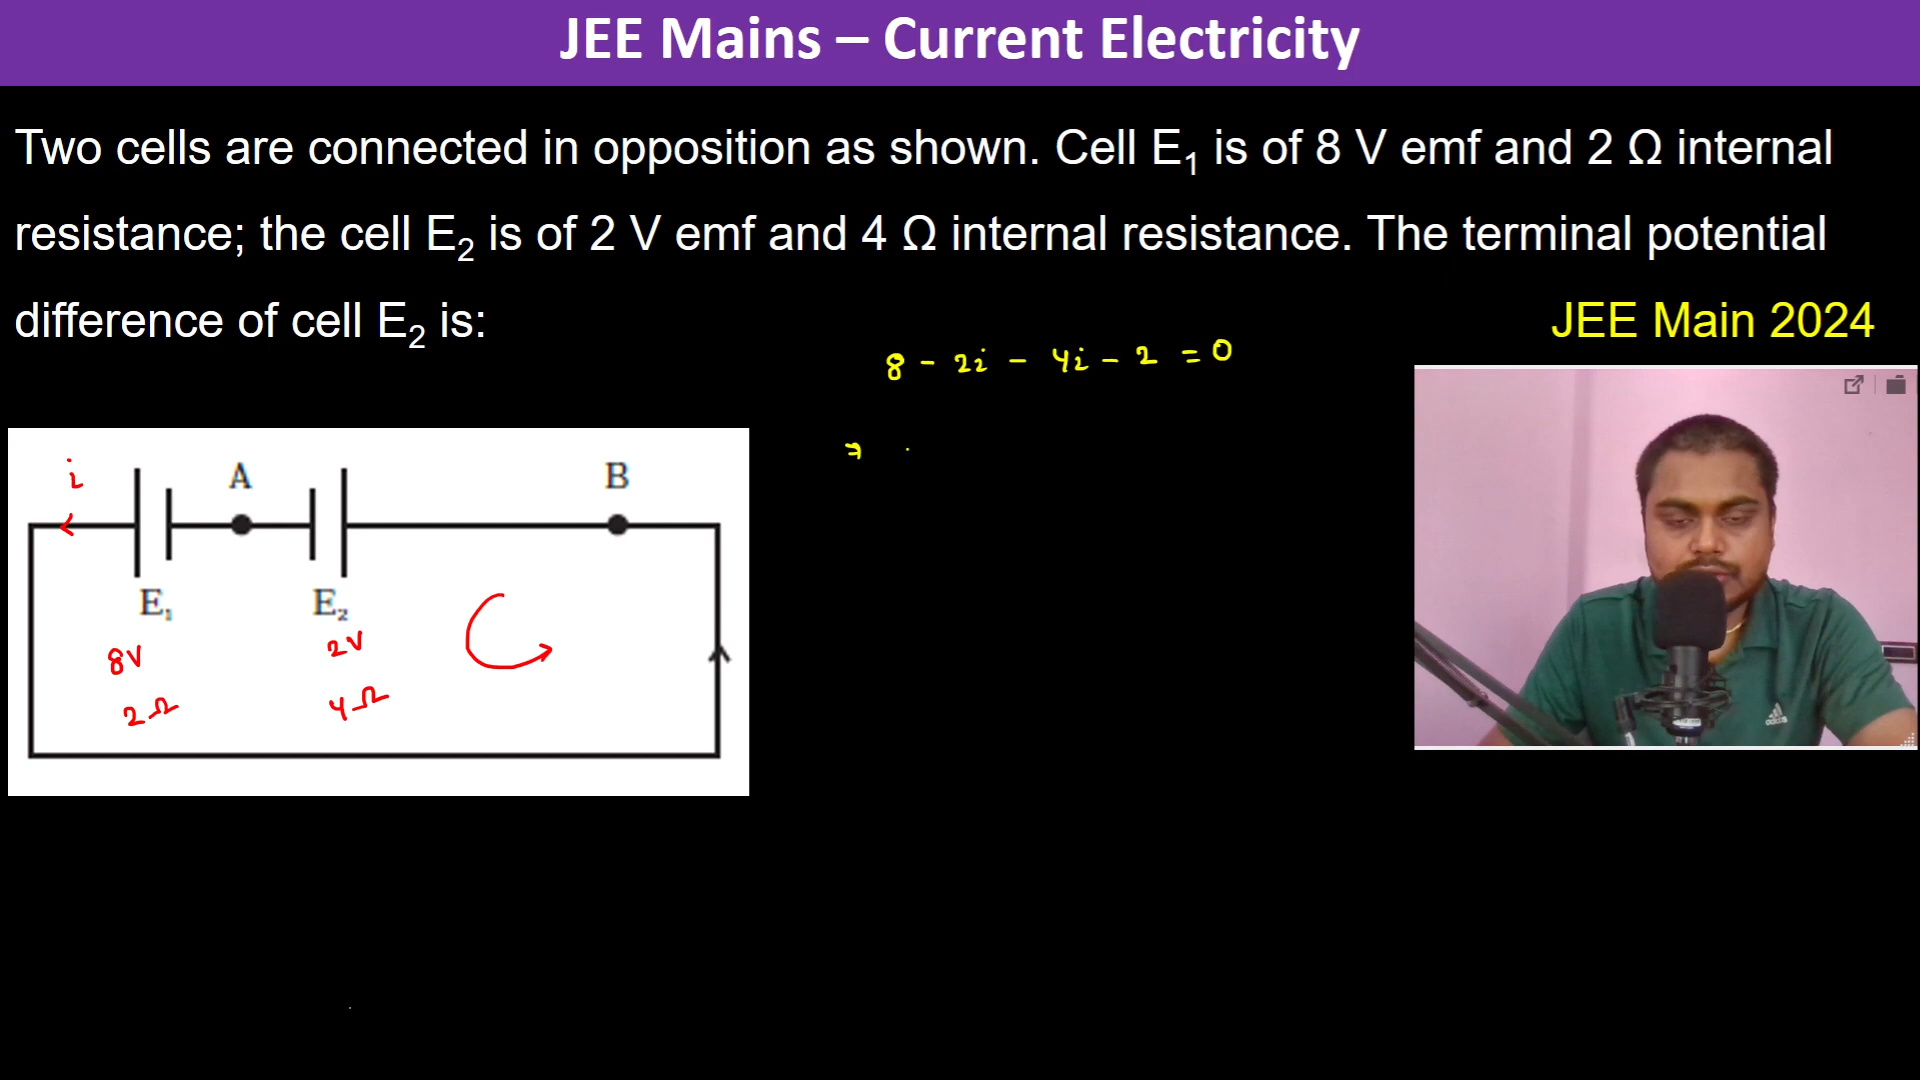 JEE Mains – Current Electricity
Two cells are connected in opposition as shown. Cell E₁ is of 8 V emf and 2 Ω internal
resistance; the cell E₂ is of 2 V emf and 4 Ω internal resistance. The terminal potential
difference of cell E₂ is:
JEE Main 2024
8 - 2i - 4i - 2 = 0
⇒
i
A
B
E₁
E₂
8V
2V
2Ω
4Ω
adidas